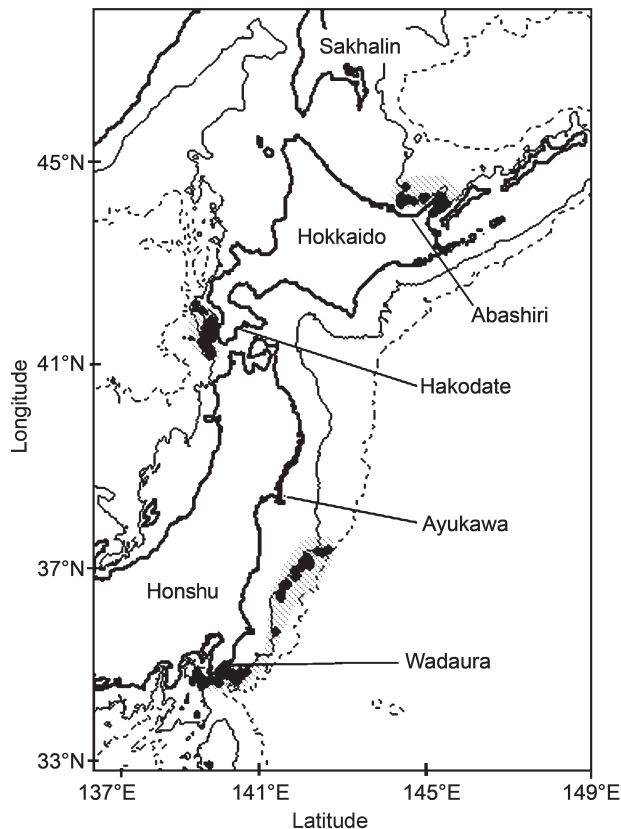 Sakhalin
45°N
Hokkaido
Abashiri
41°N
Hakodate
Longitude
Ayukawa
37°N
Honshu
Wadaura
33°N
137°E
141°E
145°E
149°E
Latitude